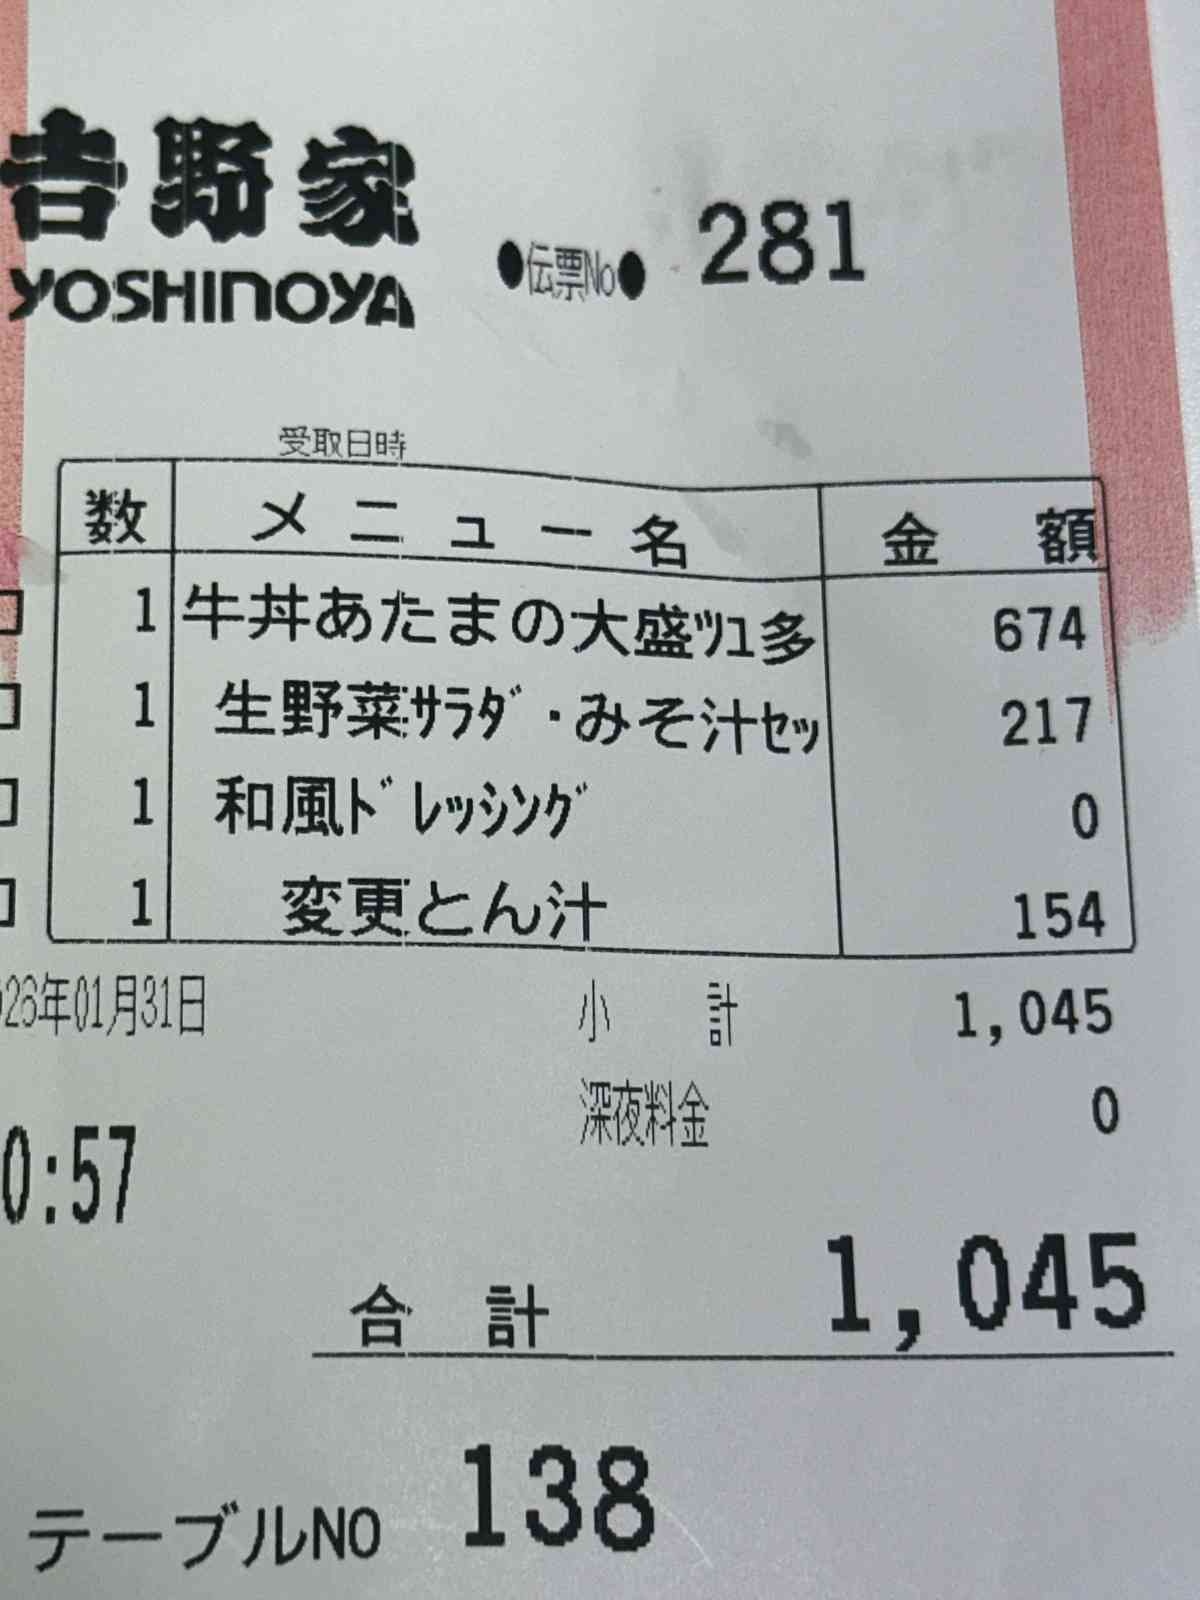 吉野家
YOSHINOYA
●伝票No● 281
受取日時
数 メニュー名 金額
1 牛丼あたまの大盛ﾂﾕ多 674
1 生野菜ｻﾗﾀﾞ・みそ汁ｾｯ 217
1 和風ﾄﾞﾚｯｼﾝｸﾞ 0
1 変更とん汁 154
026年01月31日 小計 1,045
深夜料金 0
0:57
合計 1,045
テーブルNO 138